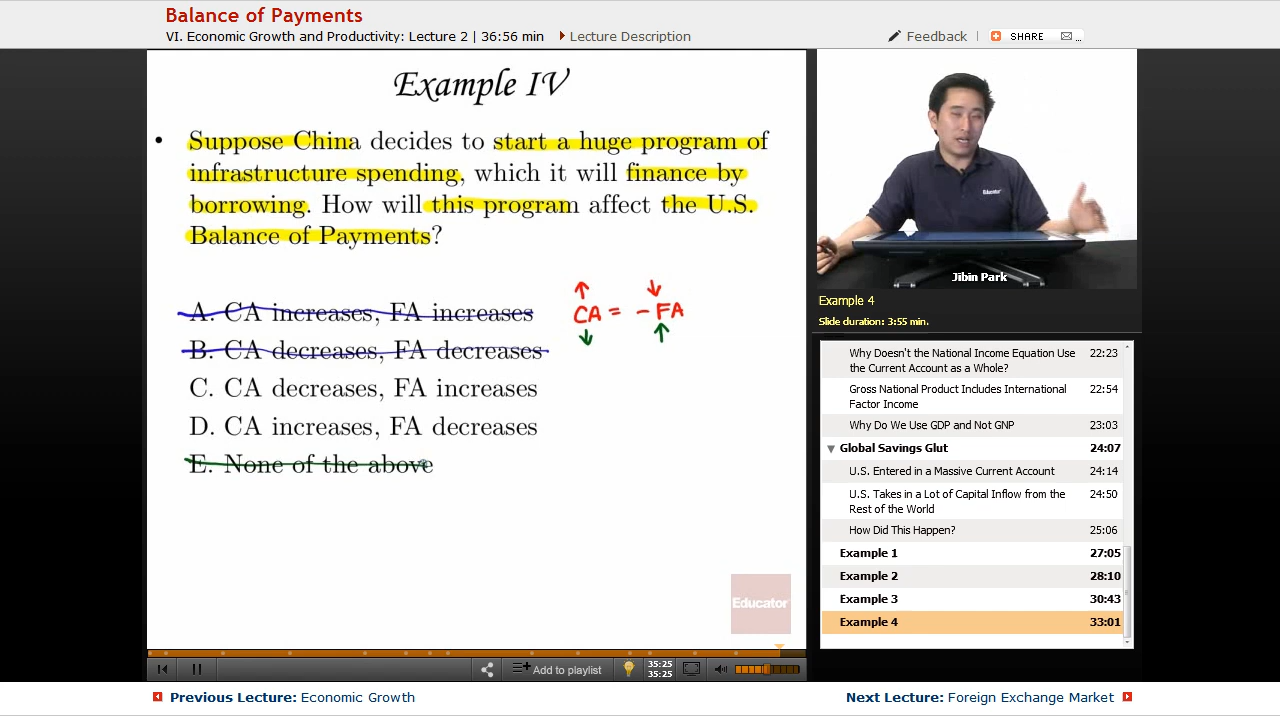 Balance of Payments
VI. Economic Growth and Productivity: Lecture 2 | 36:56 min
Lecture Description
Feedback
SHARE
Example IV
• Suppose China decides to start a huge program of
infrastructure spending, which it will finance by
borrowing. How will this program affect the U.S.
Balance of Payments?
A. CA increases, FA increases
CA = - FA
B. CA decreases, FA decreases
C. CA decreases, FA increases
D. CA increases, FA decreases
E. None of the above
Educator
Educator
Jibin Park
Example 4
Slide duration: 3:55 min.
Why Doesn't the National Income Equation Use
the Current Account as a Whole? 22:23
Gross National Product Includes International
Factor Income 22:54
Why Do We Use GDP and Not GNP 23:03
Global Savings Glut 24:07
U.S. Entered in a Massive Current Account 24:14
U.S. Takes in a Lot of Capital Inflow from the
Rest of the World 24:50
How Did This Happen? 25:06
Example 1 27:05
Example 2 28:10
Example 3 30:43
Example 4 33:01
Add to playlist
35:25
35:25
Previous Lecture: Economic Growth
Next Lecture: Foreign Exchange Market